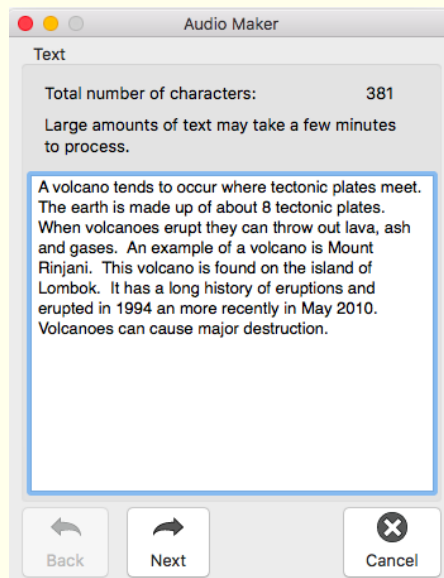 Audio Maker
Text
Total number of characters: 381
Large amounts of text may take a few minutes
to process.
A volcano tends to occur where tectonic plates meet.
The earth is made up of about 8 tectonic plates.
When volcanoes erupt they can throw out lava, ash
and gases.  An example of a volcano is Mount
Rinjani.  This volcano is found on the island of
Lombok.  It has a long history of eruptions and
erupted in 1994 an more recently in May 2010.
Volcanoes can cause major destruction.
Back Next Cancel